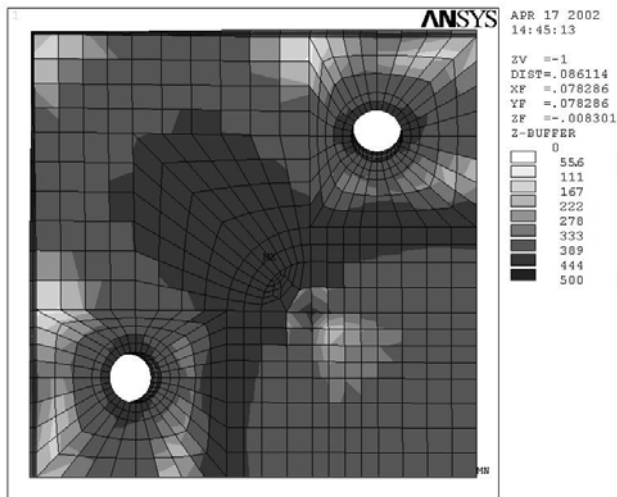 1
ANSYS
APR 17 2002
14:45:13
ZV =-1
DIST=.086114
XF =.078286
YF =.078286
ZF =-.008301
Z-BUFFER
0
55.6
111
167
222
278
333
389
444
500
MX
MN